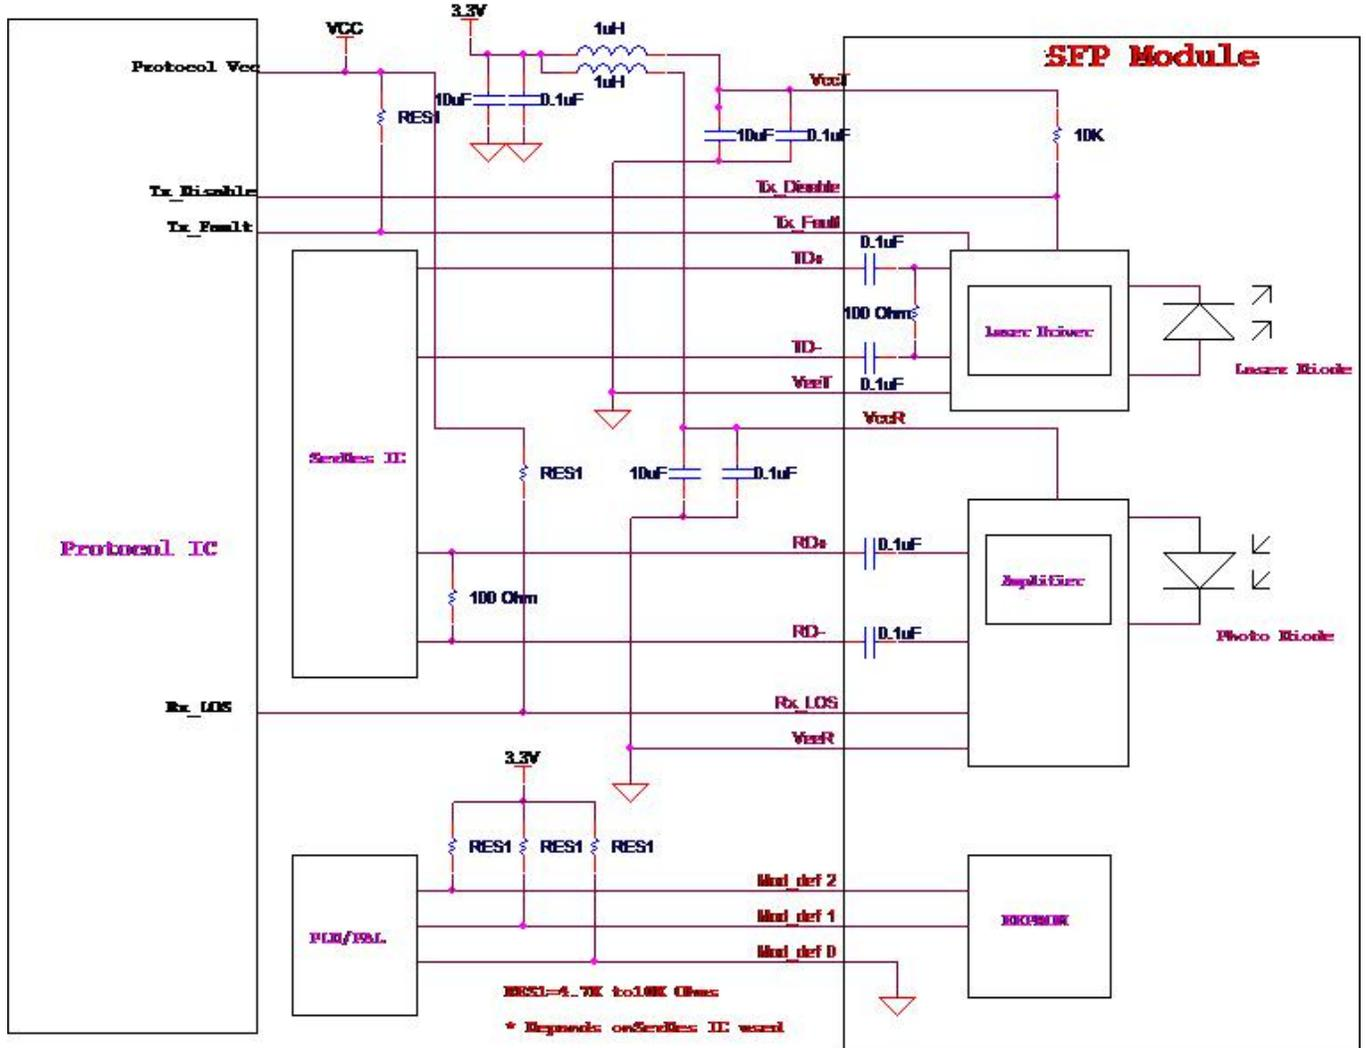 3.3V
1uH
VCC
SFP Module
Protocol Vcc
1uH
VccT
10uF
0.1uF
RES1
10uF
0.1uF
10K
Tx_Disable
Tx_Disable
Tx_Fault
Tx_Fault
0.1uF
TD+
100 Ohm
Laser Driver
TD-
Laser Diode
VeeT
0.1uF
VccR
SerDes IC
RES1
10uF
0.1uF
Protocol IC
RD+
0.1uF
Amplifier
100 Ohm
RD-
0.1uF
Photo Diode
Rx_LOS
Rx_LOS
VeeR
3.3V
RES1
RES1
RES1
Mod_def 2
Mod_def 1
EEPROM
PLD/PAL
Mod_def 0
RES1=4.7K to10K Ohms
* Depends onSerDes IC used